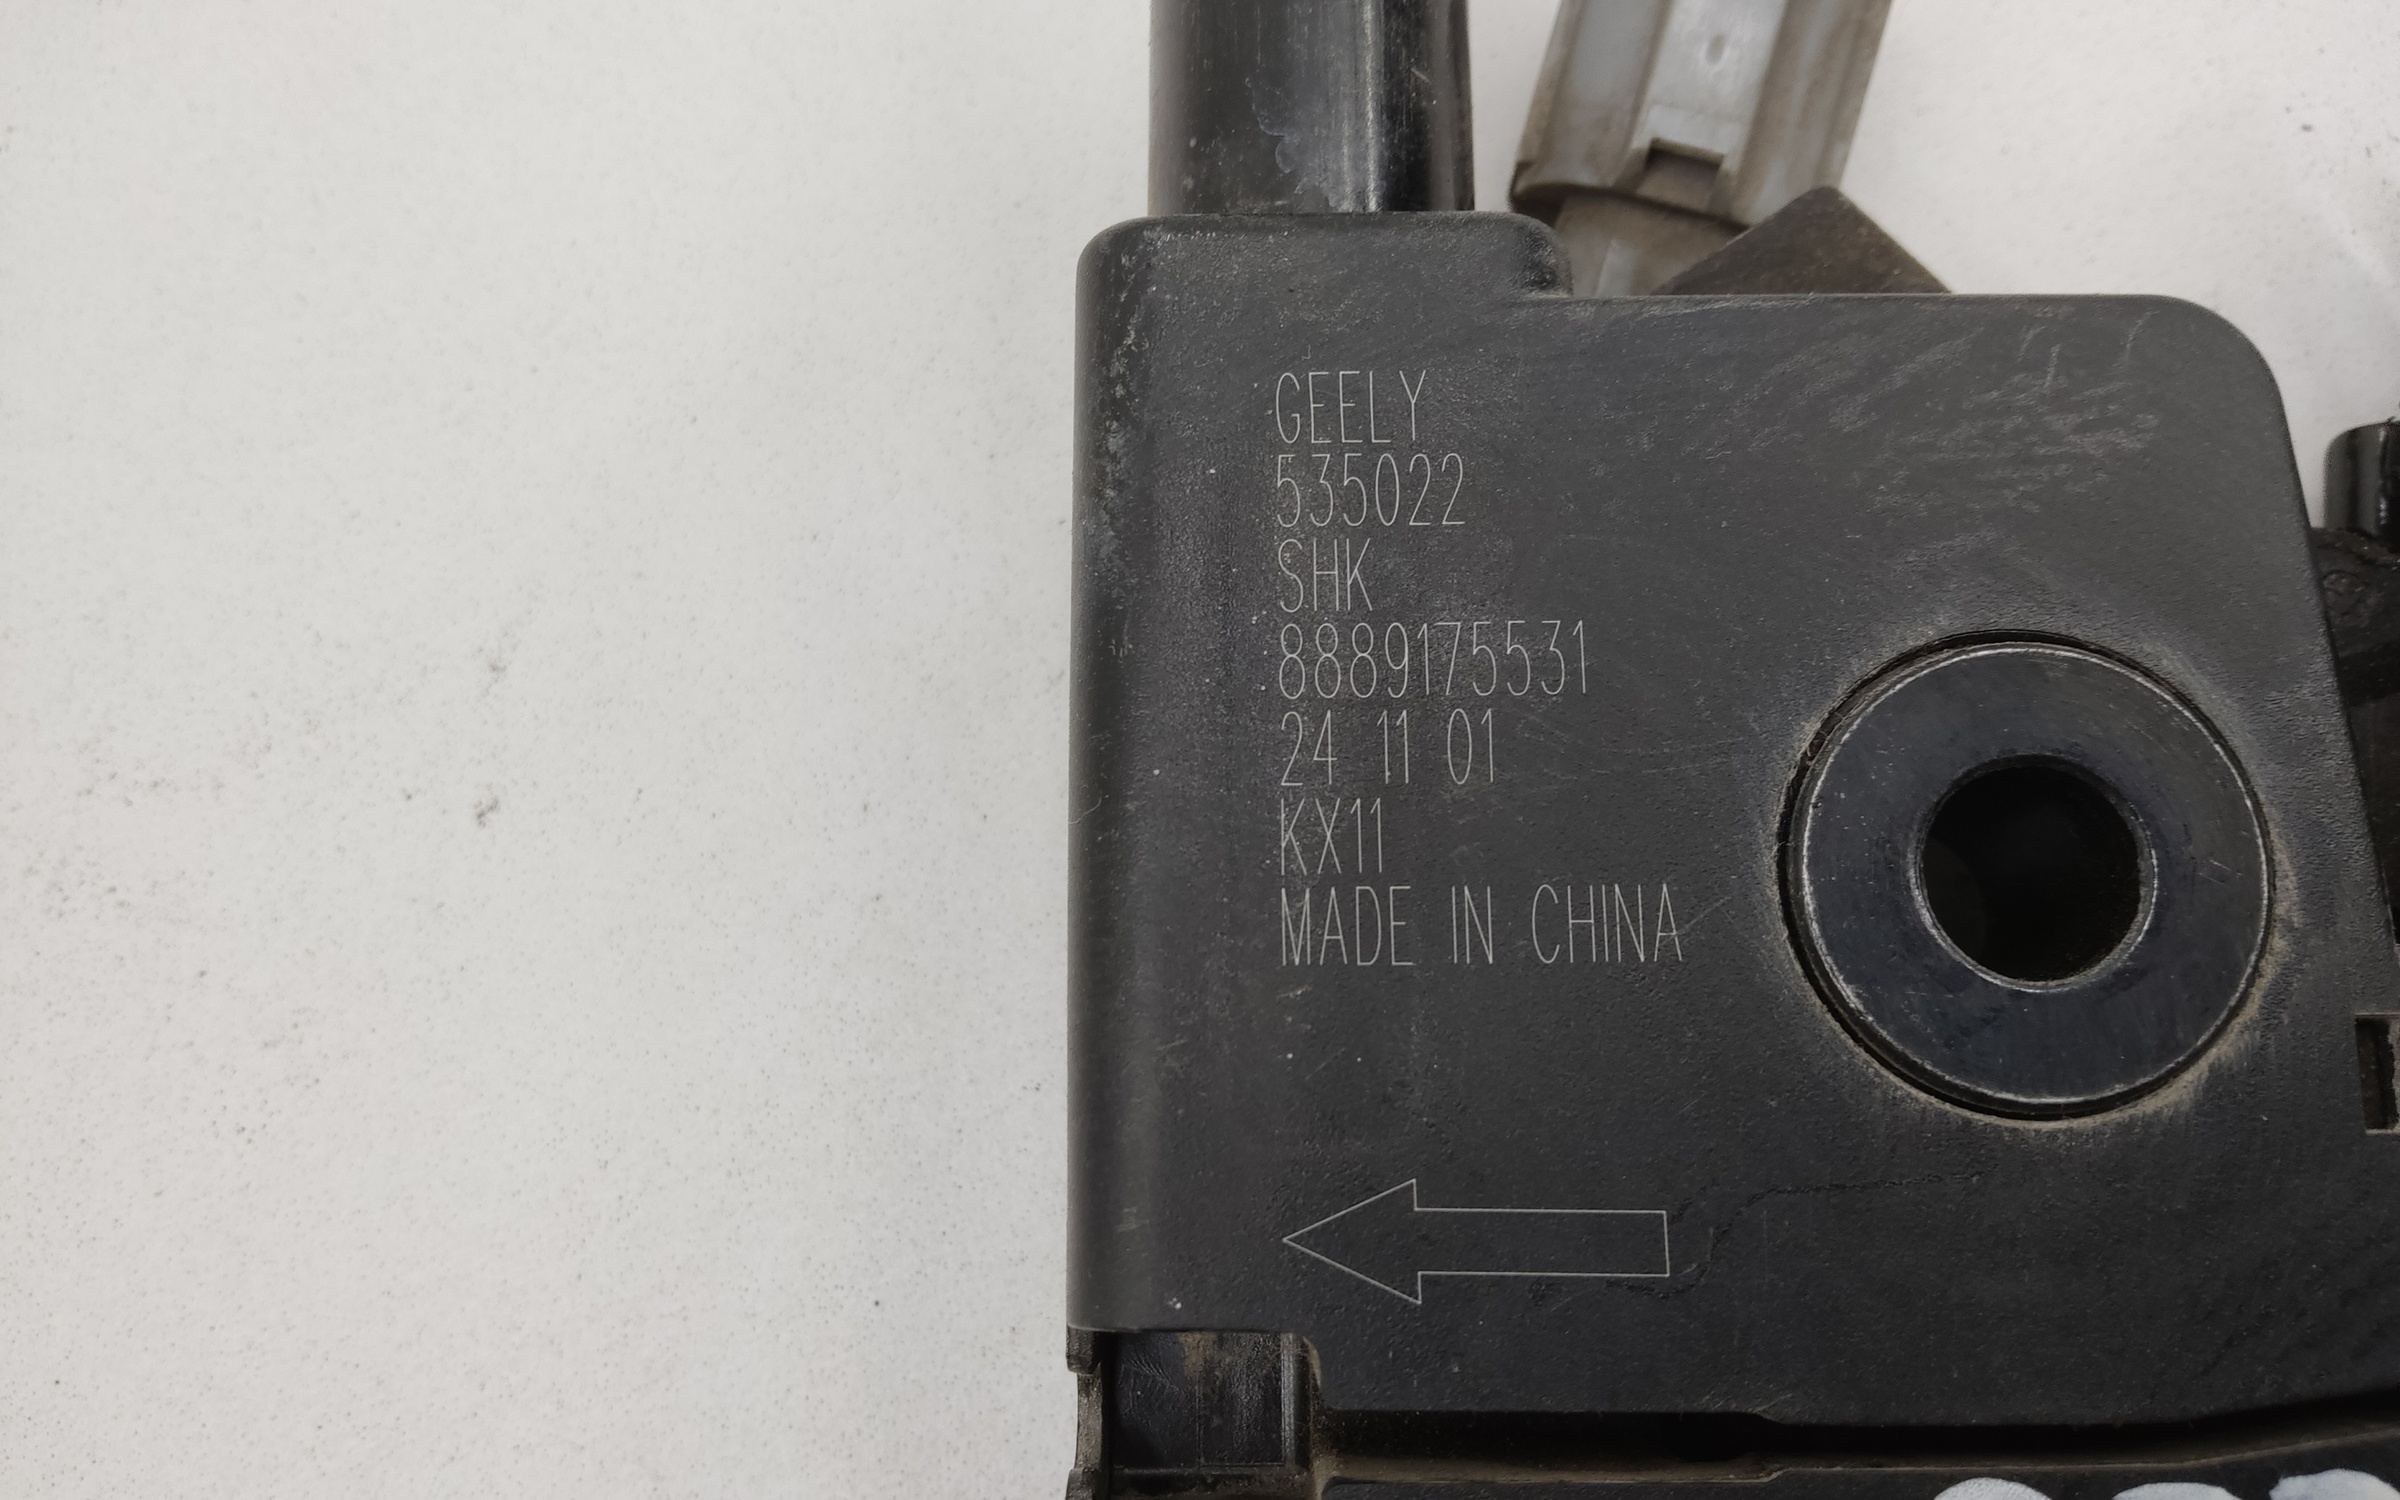 GEELY
535022
SHK
8889175531
24 11 01
KX11
MADE IN CHINA